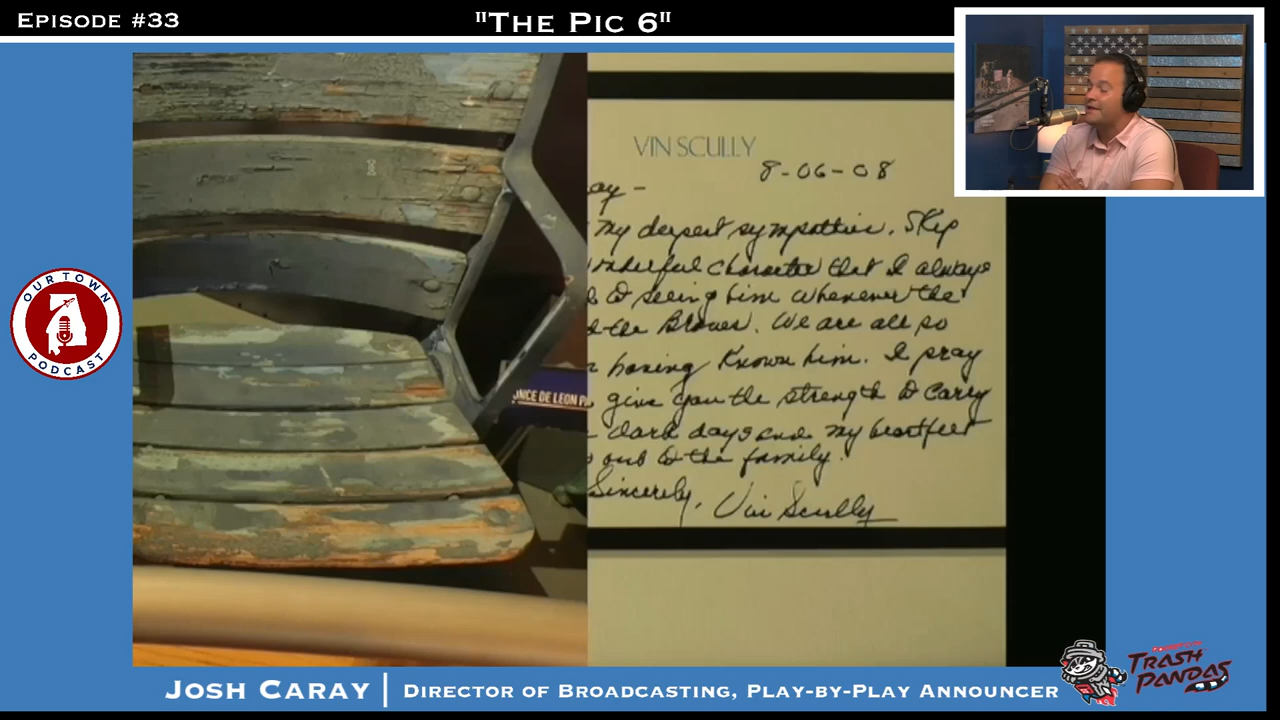 EPISODE #33
"THE PIC 6"
OUR TOWN
PODCAST
VIN SCULLY
8-06-08
ay -
my deepest sympathies. Skip
wonderful character that I always
to seeing him whenever the
the Braves. We are all so
having known him. I pray
give you the strength to carry
dark days and my heartfelt
out to the family.
Sincerely, Vin Scully
NCE DE LEON P
JOSH CARAY | DIRECTOR OF BROADCASTING, PLAY-BY-PLAY ANNOUNCER
TRASH
PANDAS